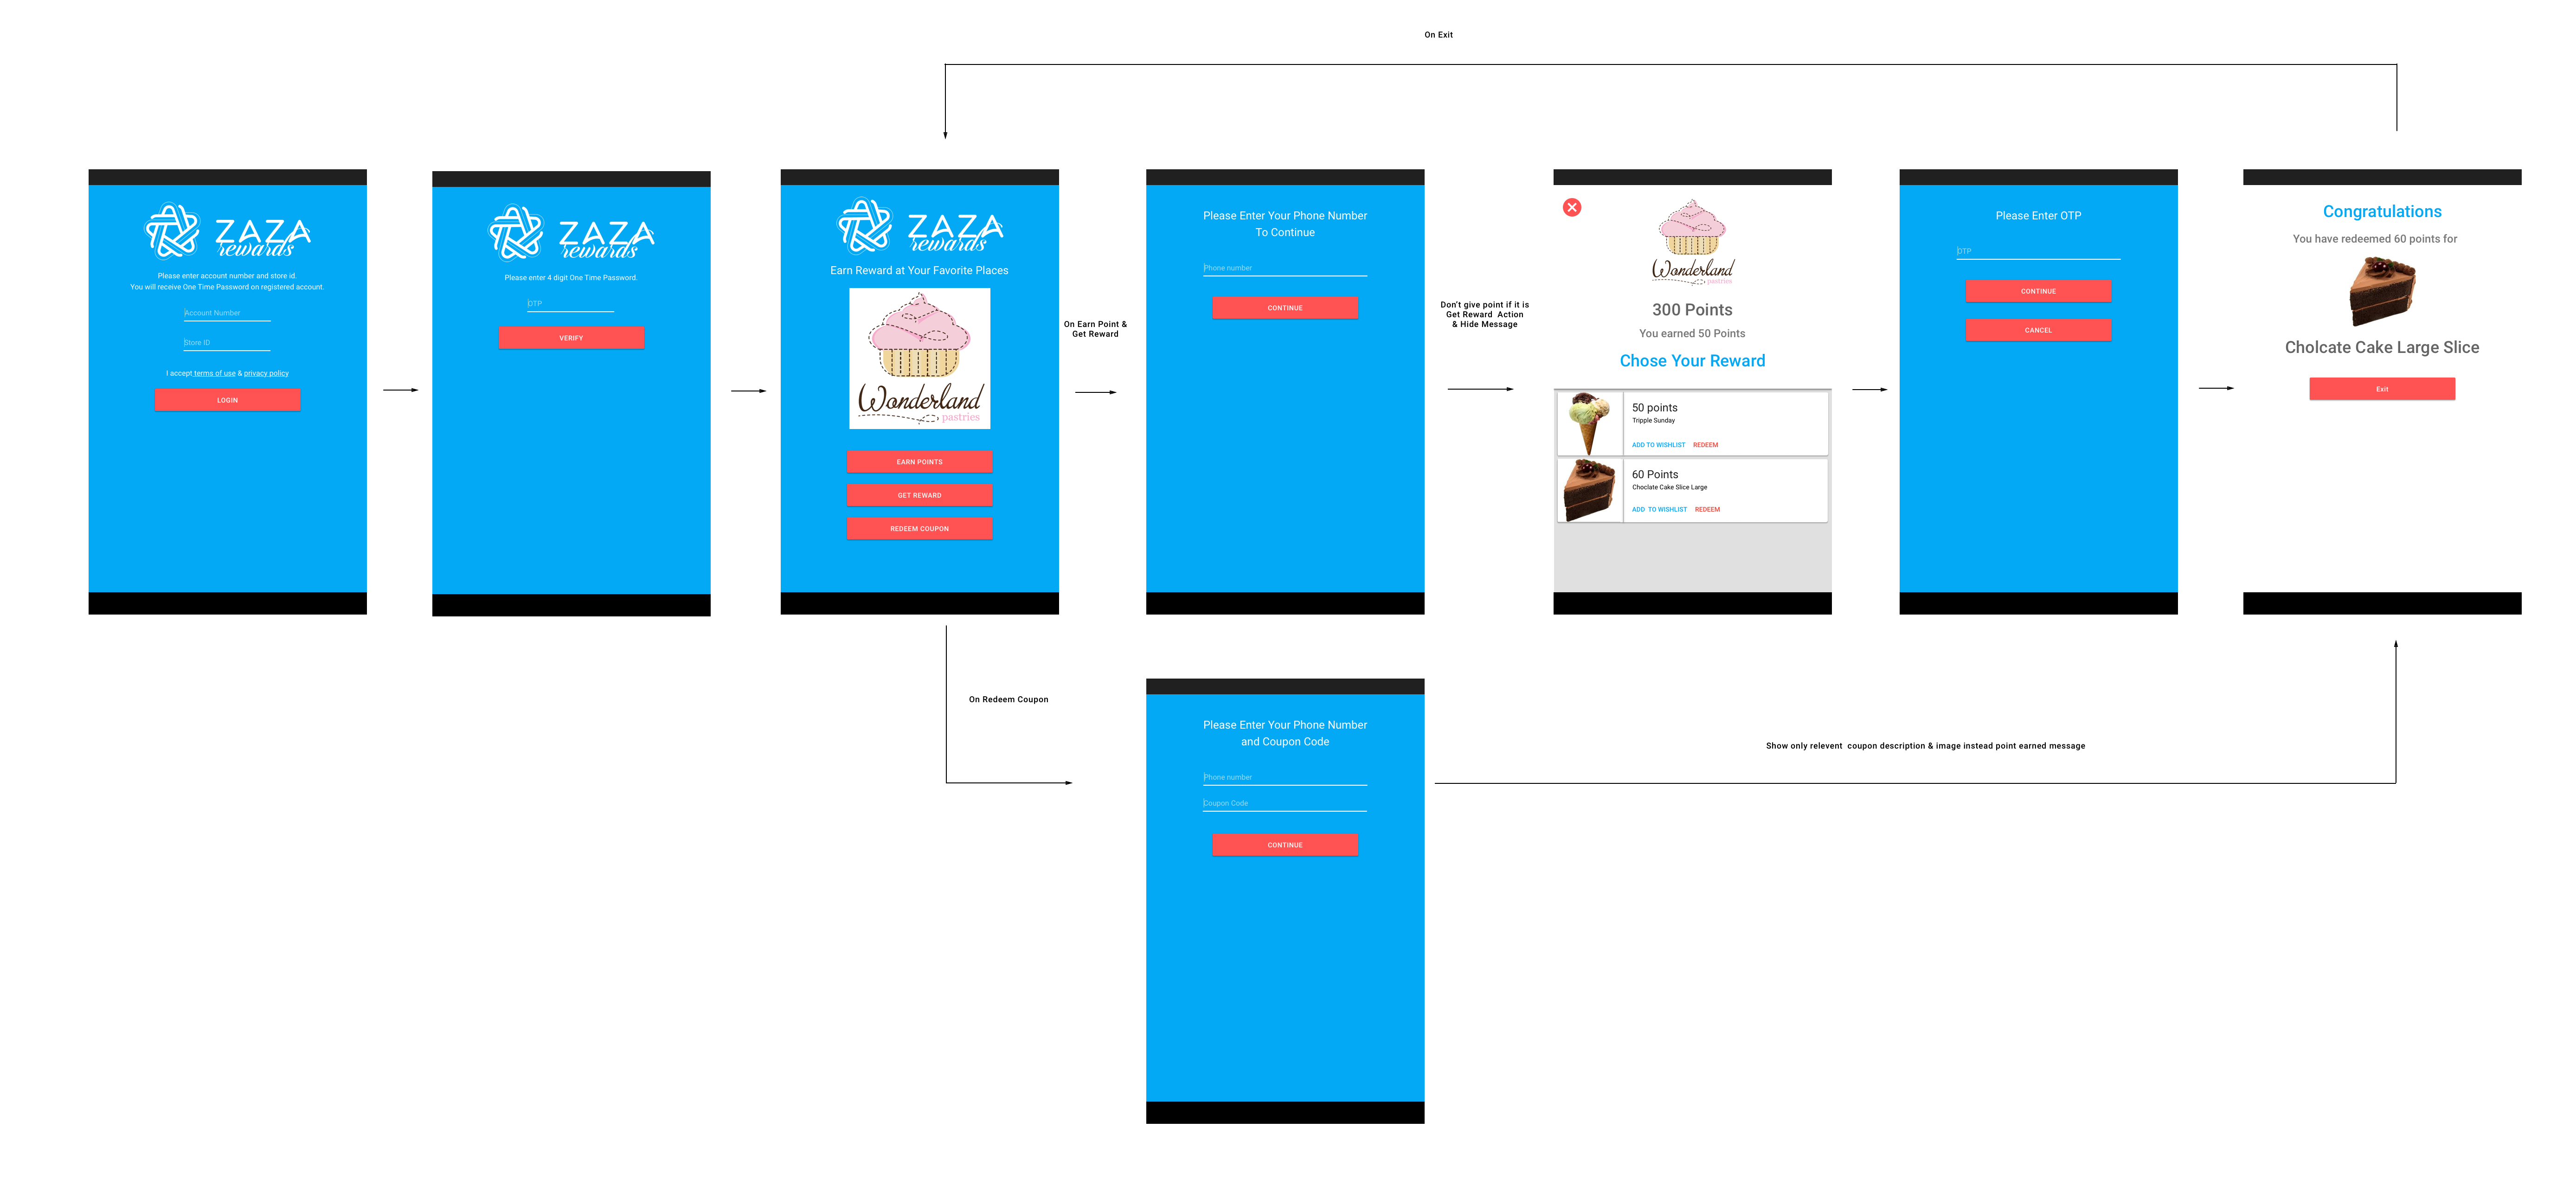 On Exit
ZAZA
rewards
Please enter account number and store id.
You will receive One Time Password on registered account.
Account Number
Store ID
I accept terms of use & privacy policy
LOGIN
ZAZA
rewards
Please enter 4 digit One Time Password.
OTP
VERIFY
ZAZA
rewards
Earn Reward at Your Favorite Places
Wonderland
pastries
EARN POINTS
GET REWARD
REDEEM COUPON
On Earn Point &
Get Reward
Please Enter Your Phone Number
To Continue
Phone number
CONTINUE
Don't give point if it is
Get Reward Action
& Hide Message
Wonderland
pastries
300 Points
You earned 50 Points
Chose Your Reward
50 points
Tripple Sunday
ADD TO WISHLIST REDEEM
60 Points
Choclate Cake Slice Large
ADD TO WISHLIST REDEEM
Please Enter OTP
OTP
CONTINUE
CANCEL
Congratulations
You have redeemed 60 points for
Cholcate Cake Large Slice
Exit
On Redeem Coupon
Please Enter Your Phone Number
and Coupon Code
Phone number
Coupon Code
CONTINUE
Show only relevent coupon description & image instead point earned message